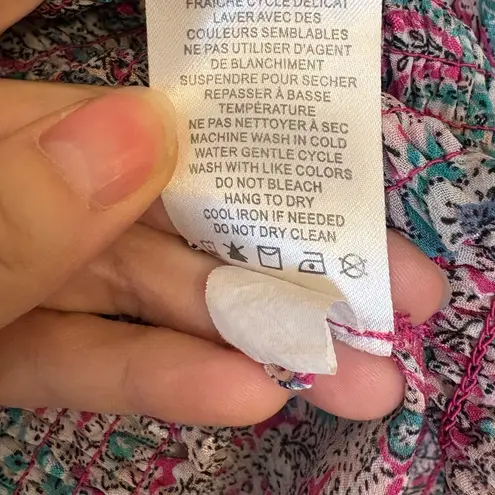 FRAICHE CYCLE DELICAT
LAVER AVEC DES
COULEURS SEMBLABLES
NE PAS UTILISER D'AGENT
DE BLANCHIMENT
SUSPENDRE POUR SECHER
REPASSER À BASSE
TEMPÉRATURE
NE PAS NETTOYER À SEC
MACHINE WASH IN COLD
WATER GENTLE CYCLE
WASH WITH LIKE COLORS
DO NOT BLEACH
HANG TO DRY
COOL IRON IF NEEDED
DO NOT DRY CLEAN